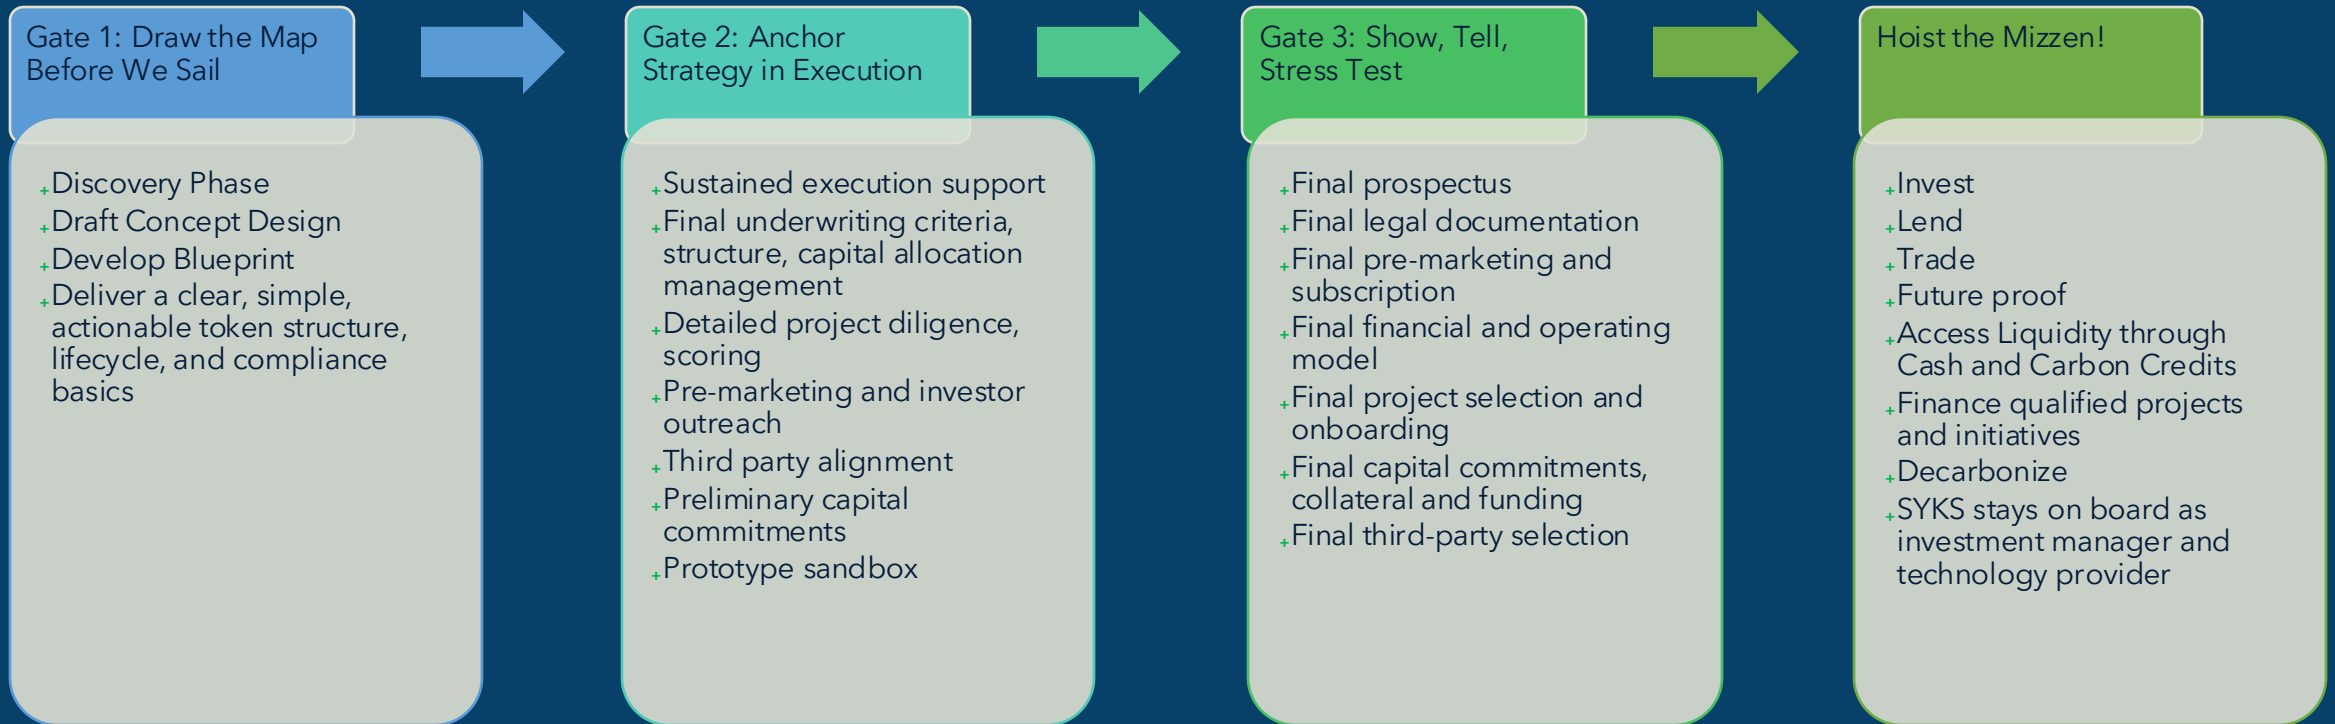 Gate 1: Draw the Map
Before We Sail
+Discovery Phase
+Draft Concept Design
+Develop Blueprint
+Deliver a clear, simple,
actionable token structure,
lifecycle, and compliance
basics
Gate 2: Anchor
Strategy in Execution
+Sustained execution support
+Final underwriting criteria,
structure, capital allocation
management
+Detailed project diligence,
scoring
+Pre-marketing and investor
outreach
+Third party alignment
+Preliminary capital
commitments
+Prototype sandbox
Gate 3: Show, Tell,
Stress Test
+Final prospectus
+Final legal documentation
+Final pre-marketing and
subscription
+Final financial and operating
model
+Final project selection and
onboarding
+Final capital commitments,
collateral and funding
+Final third-party selection
Hoist the Mizzen!
+Invest
+Lend
+Trade
+Future proof
+Access Liquidity through
Cash and Carbon Credits
+Finance qualified projects
and initiatives
+Decarbonize
+SYKS stays on board as
investment manager and
technology provider